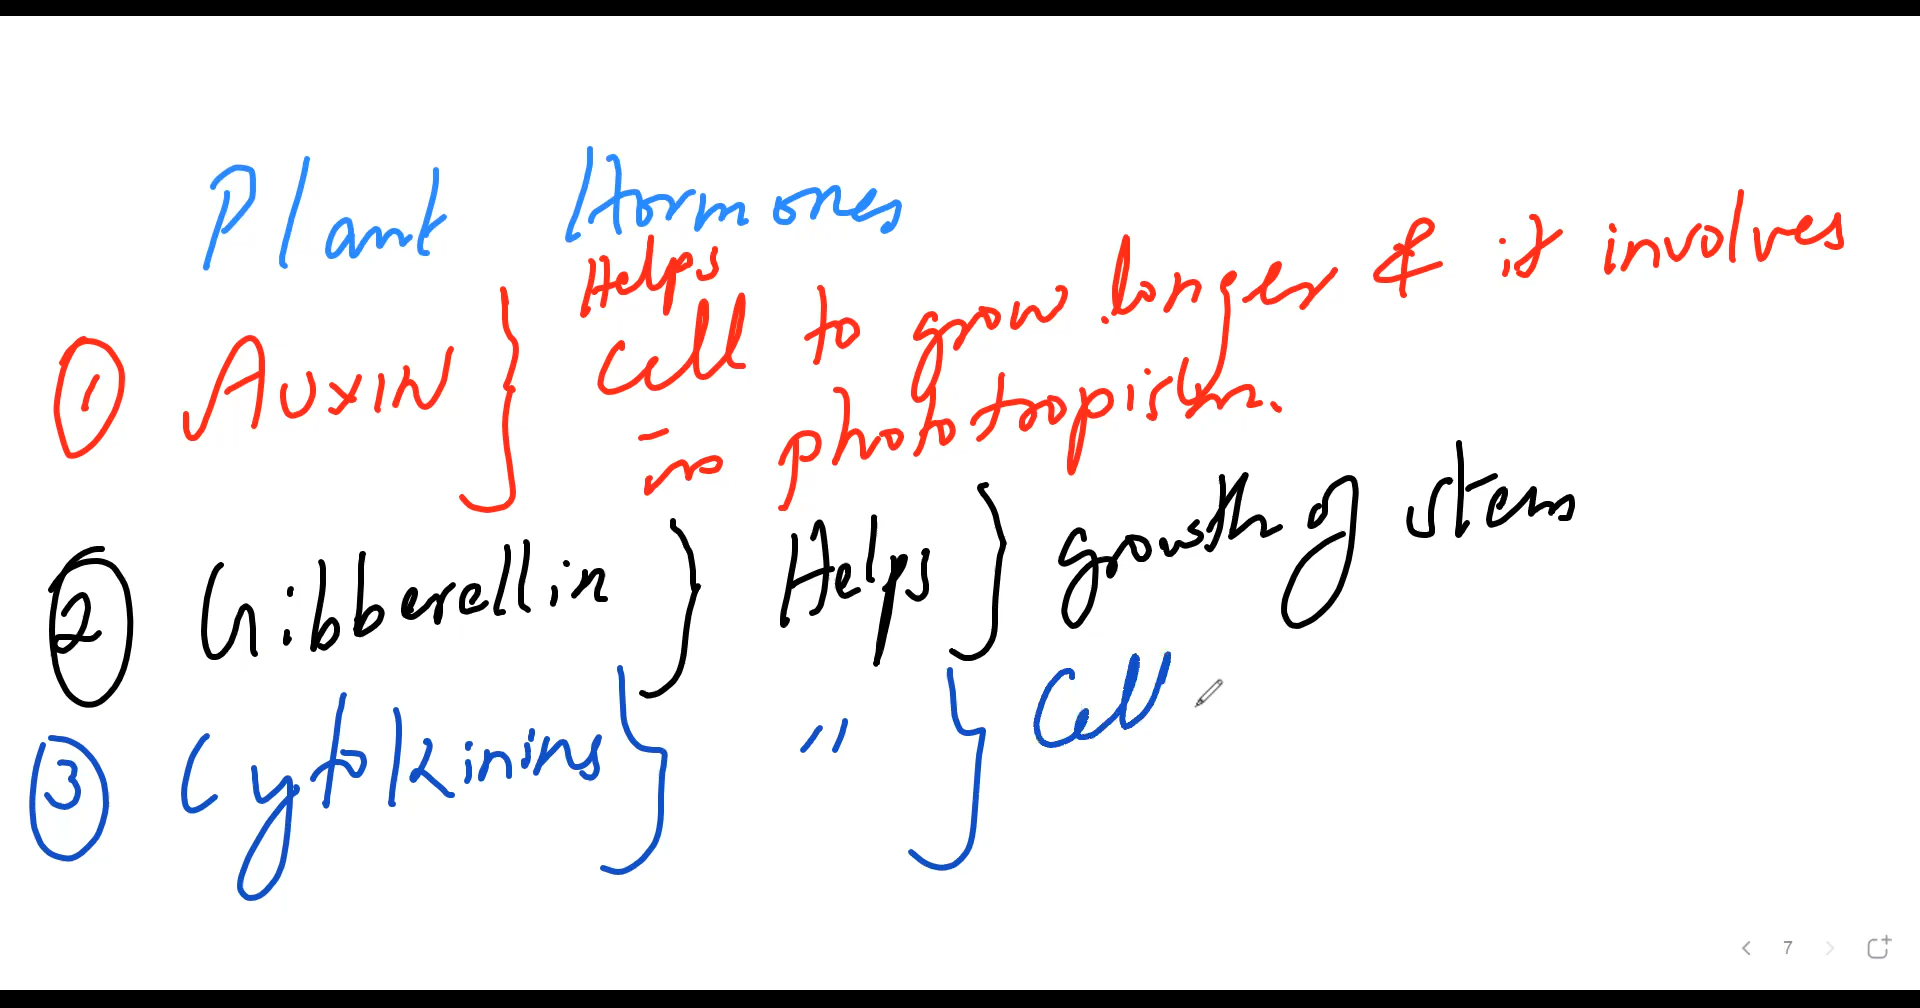 Plant Hormones
Helps
① AUXIN } Cell to grow longer & it involves
in phototropism.
② Gibberellin } Helps } growth of stem
③ Cytokinins } " } Cell
7